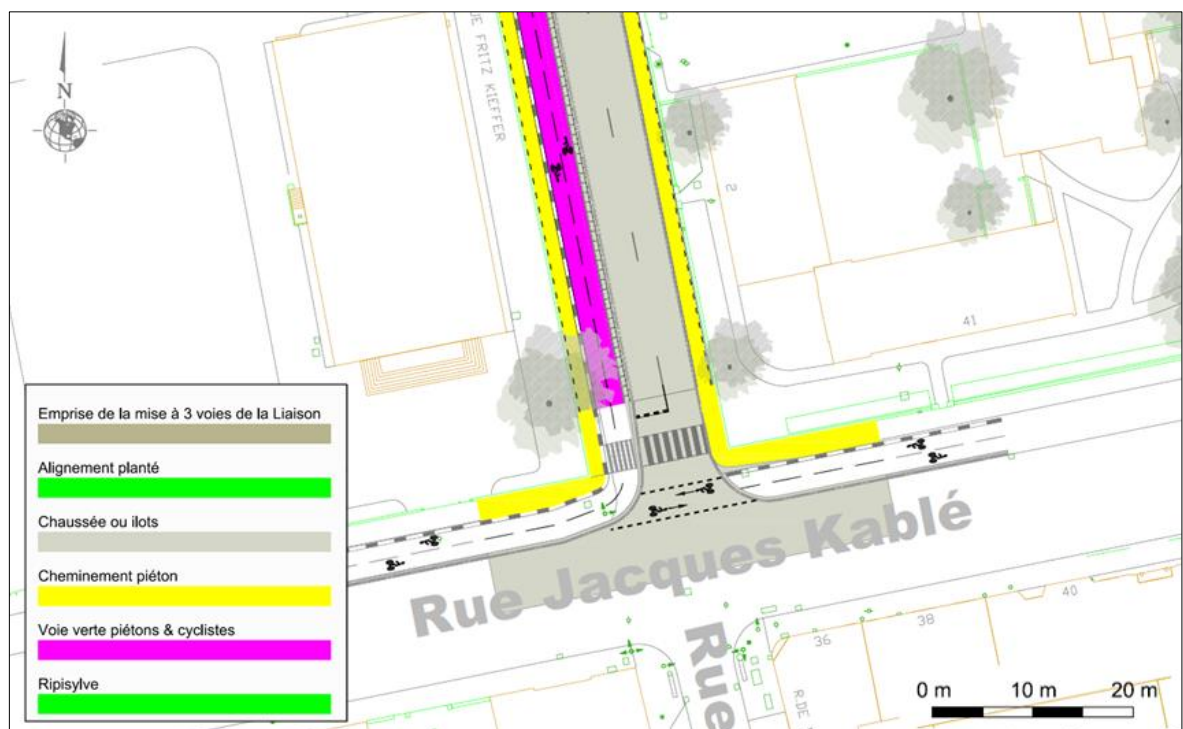 N
UE FRITZ KIEFFER
2
41
Emprise de la mise à 3 voies de la Liaison
Alignement planté
Chaussée ou ilots
Cheminement piéton
Voie verte piétons & cyclistes
Ripisylve
Rue Jacques Kablé
Rue
36
38
40
R.DE
0 m 10 m 20 m